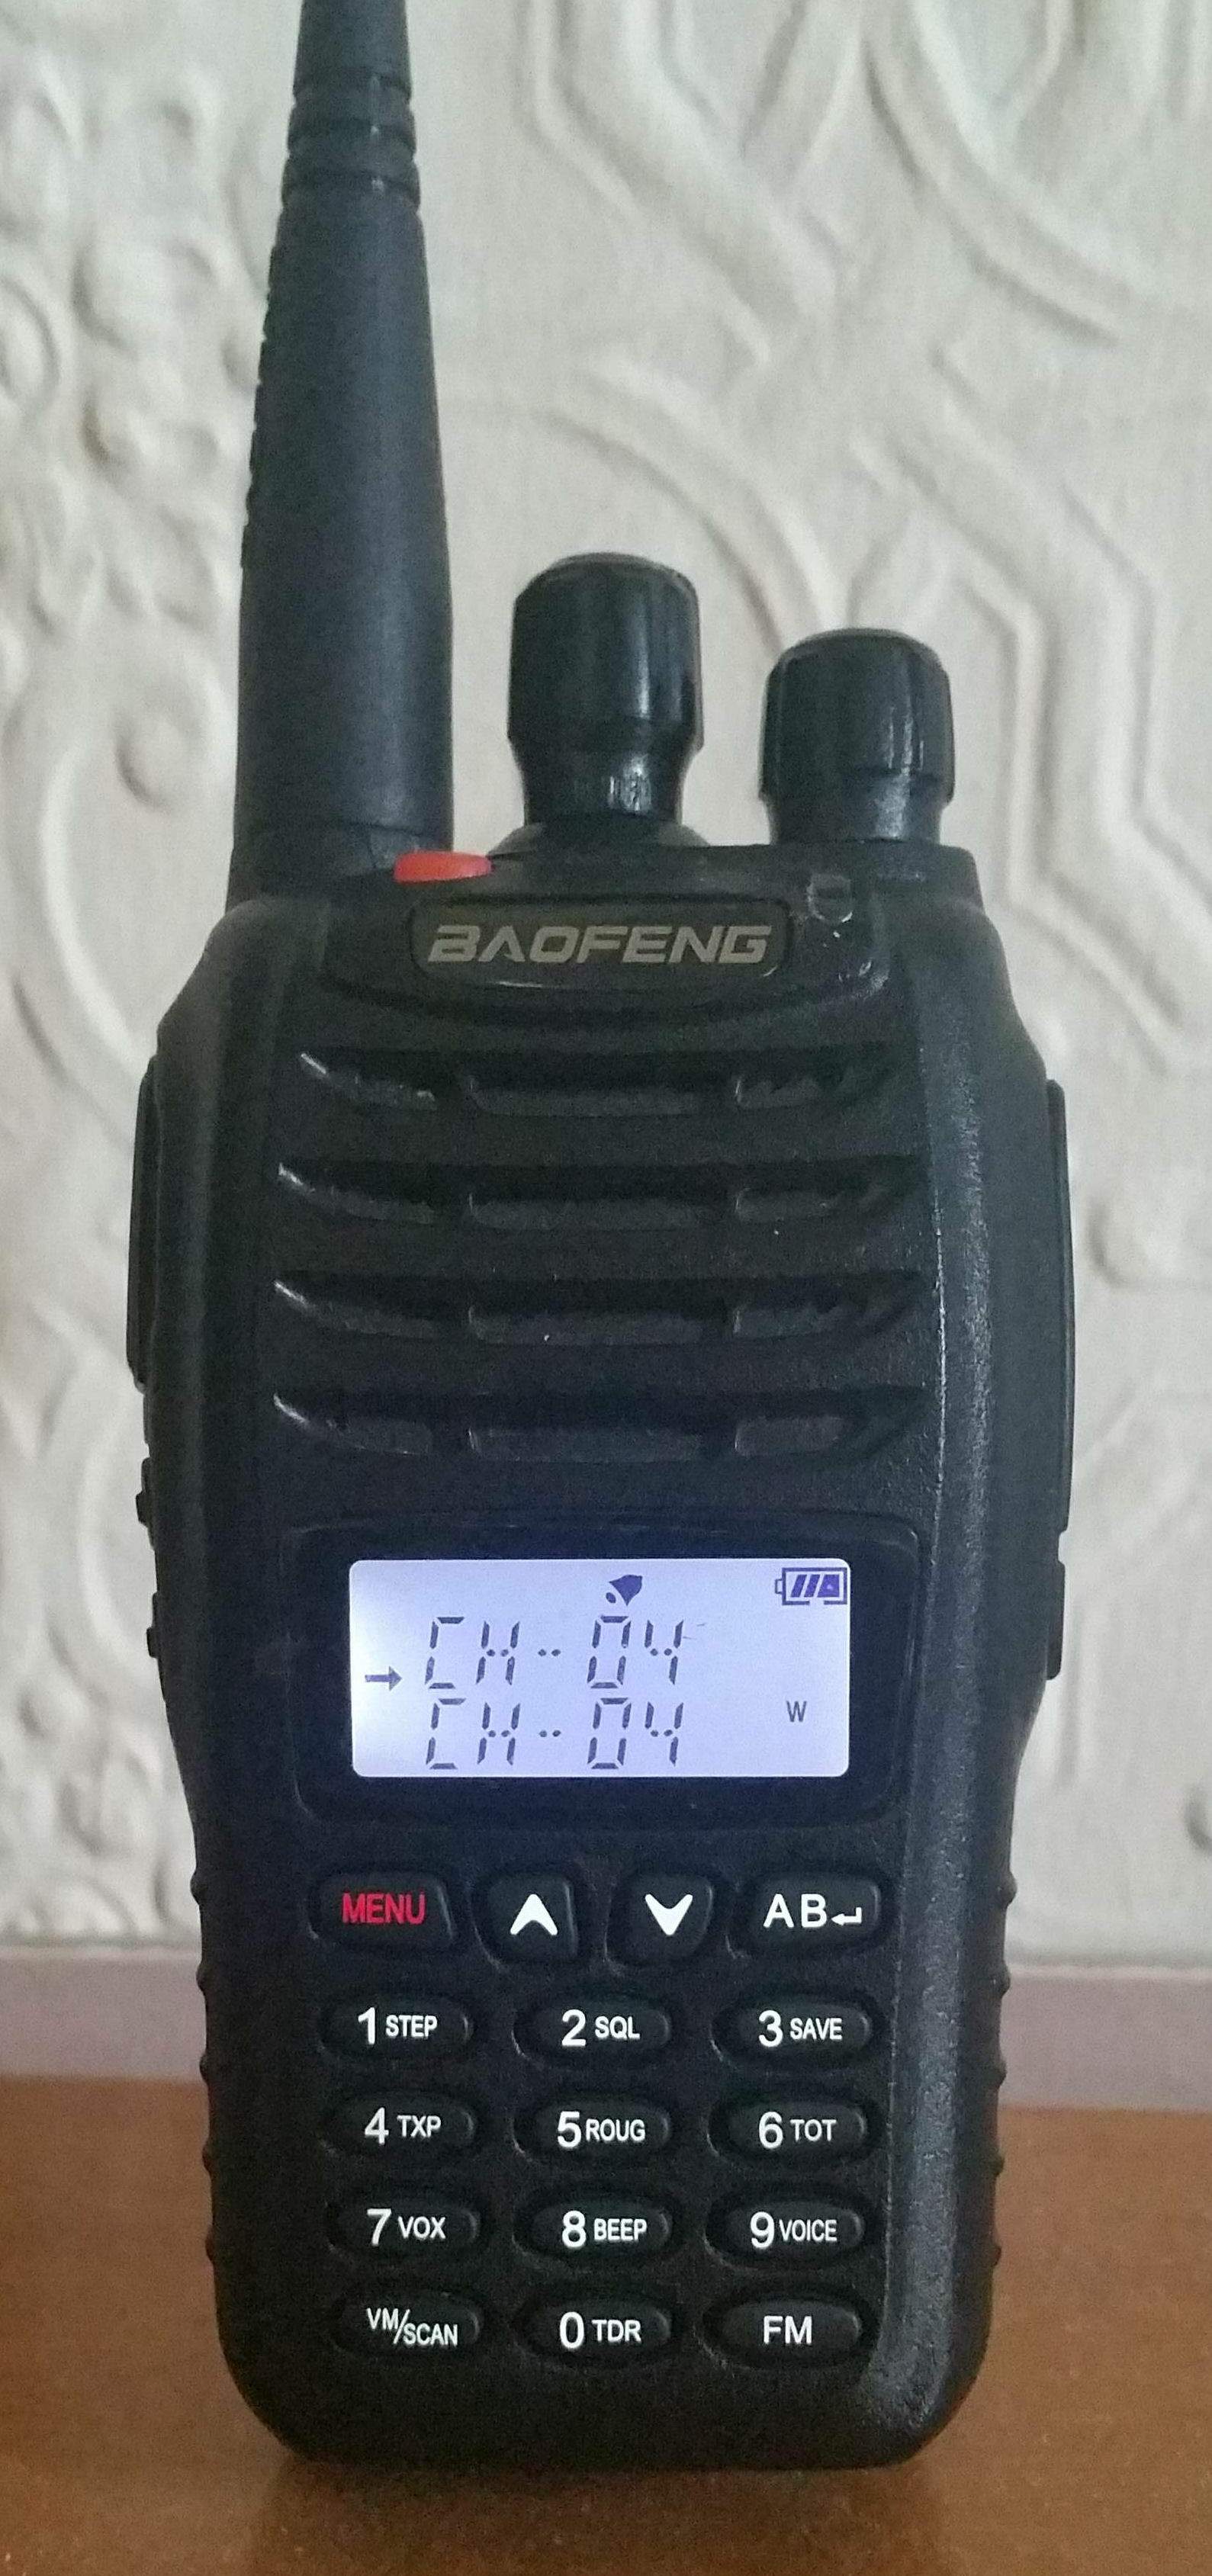 BAOFENG
CH-04
CH-04
W
MENU
AB
1 STEP
2 SQL
3 SAVE
4 TXP
5 ROUG
6 TOT
7 VOX
8 BEEP
9 VOICE
VM/SCAN
0 TDR
FM